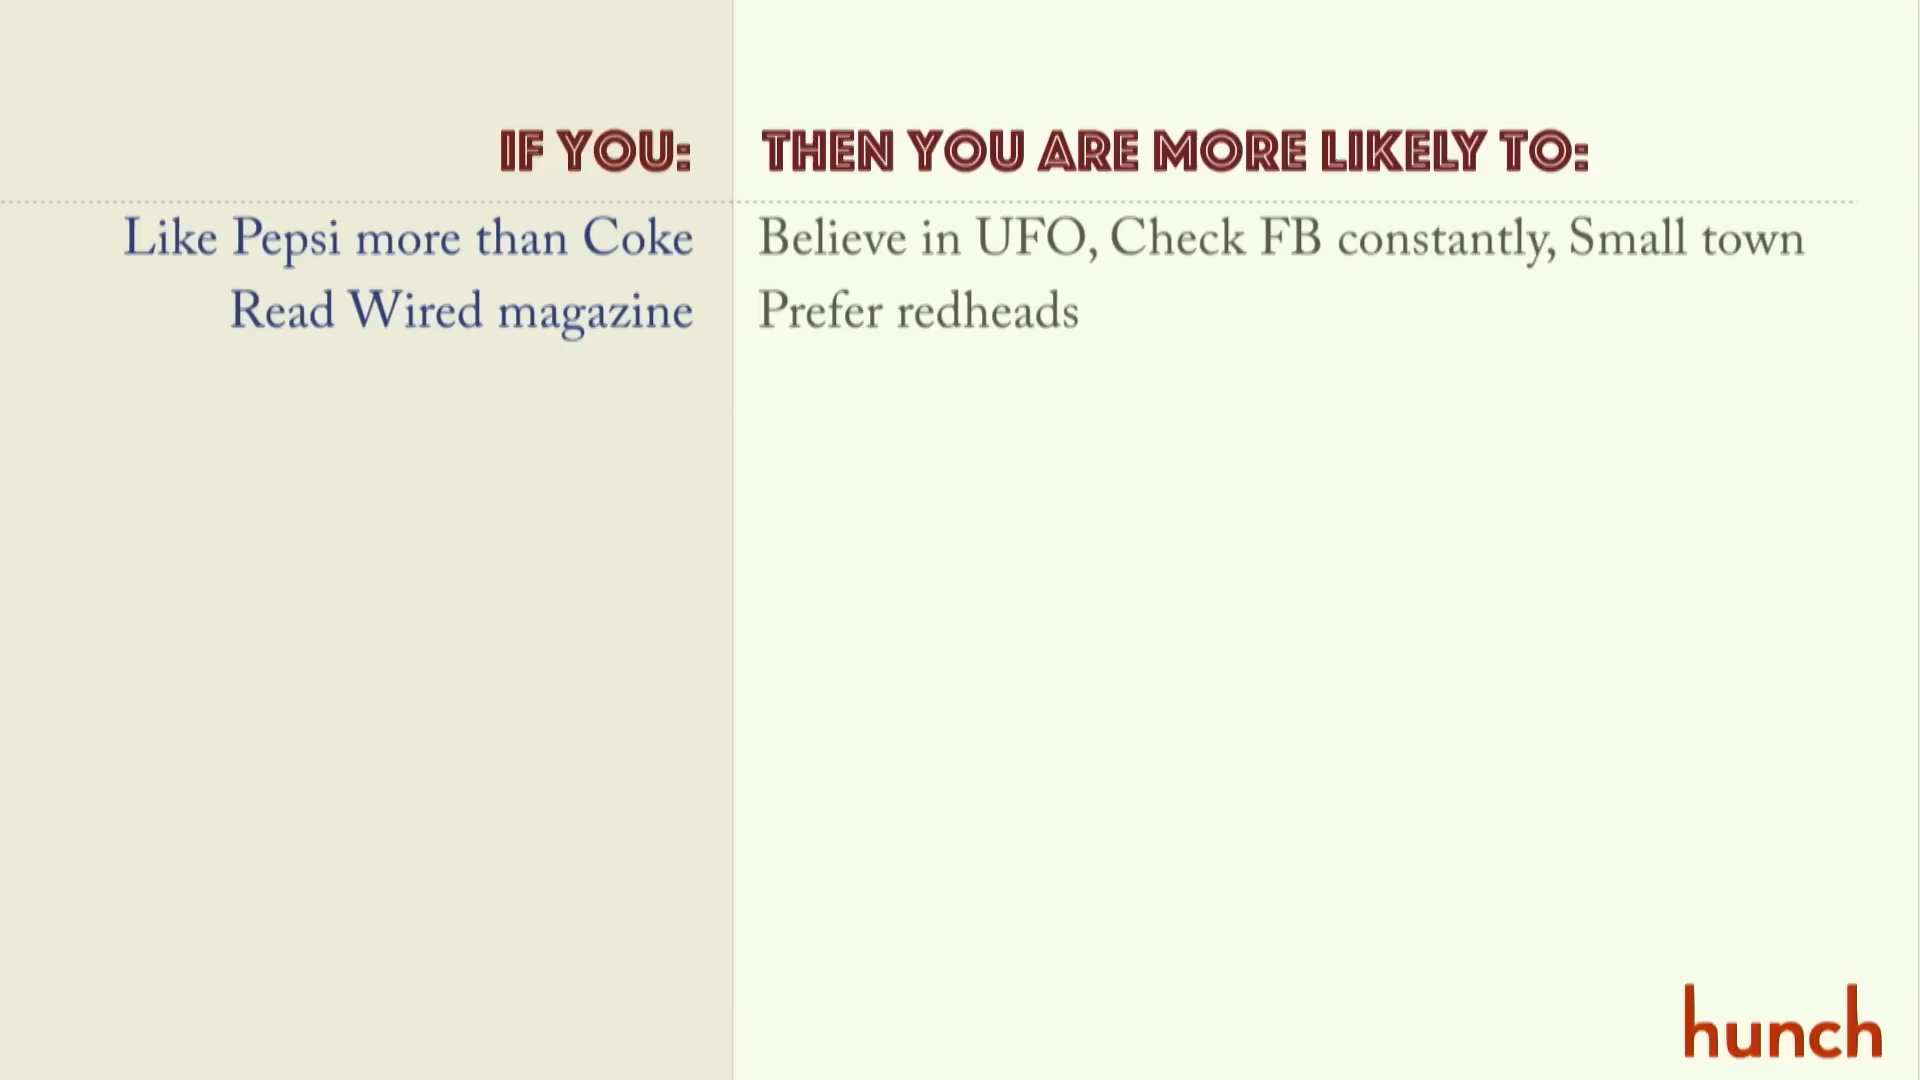 IF YOU: THEN YOU ARE MORE LIKELY TO:
Like Pepsi more than Coke Believe in UFO, Check FB constantly, Small town
Read Wired magazine Prefer redheads
hunch